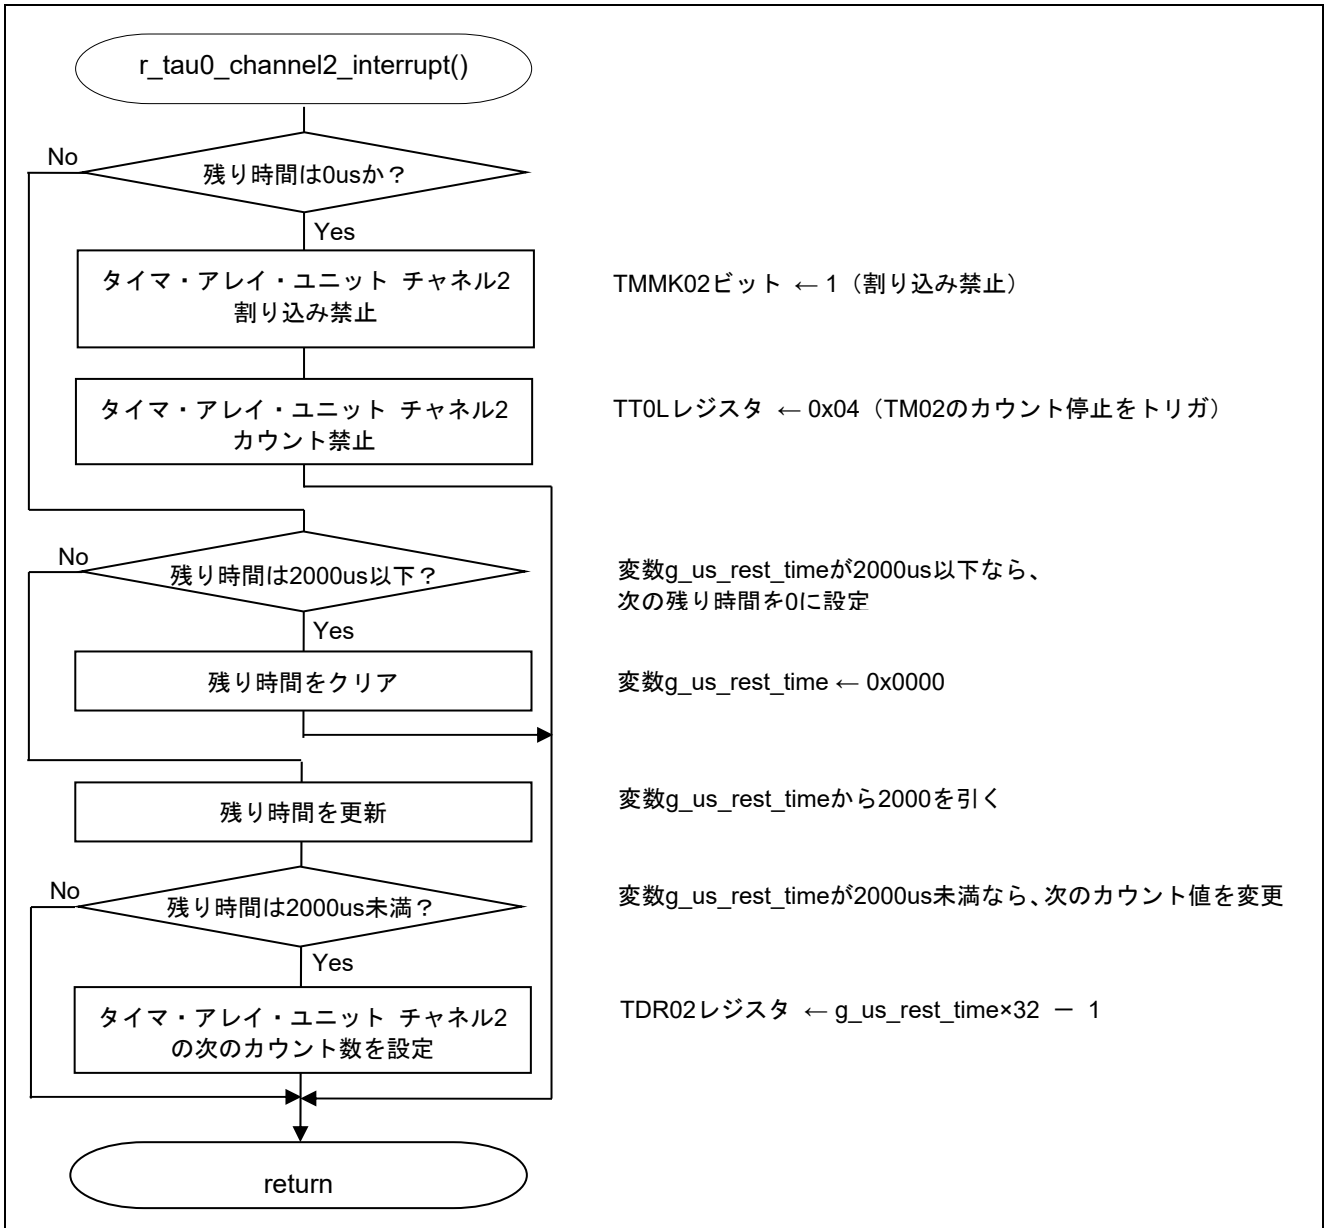 r_tau0_channel2_interrupt()
No
残り時間は0usか？
Yes
タイマ・アレイ・ユニット チャネル2
割り込み禁止
TMMK02ビット ← 1（割り込み禁止）
タイマ・アレイ・ユニット チャネル2
カウント禁止
TT0Lレジスタ ← 0x04（TM02のカウント停止をトリガ）
No
残り時間は2000us以下？
変数g_us_rest_timeが2000us以下なら、
次の残り時間を0に設定
Yes
残り時間をクリア
変数g_us_rest_time ← 0x0000
残り時間を更新
変数g_us_rest_timeから2000を引く
No
残り時間は2000us未満？
変数g_us_rest_timeが2000us未満なら、次のカウント値を変更
Yes
タイマ・アレイ・ユニット チャネル2
の次のカウント数を設定
TDR02レジスタ ← g_us_rest_time×32 － 1
return